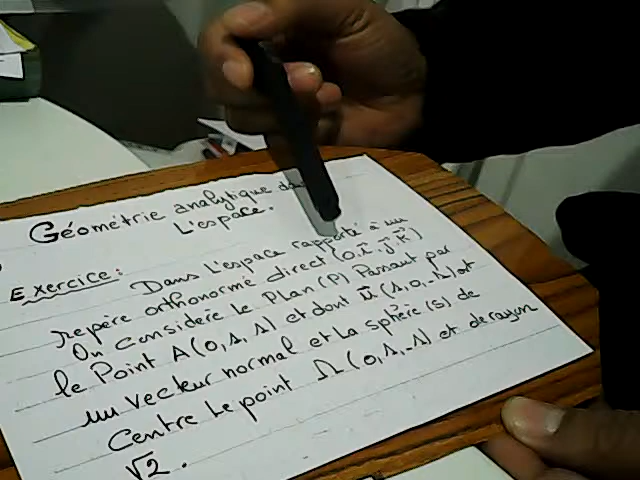 Géométrie analytique dans
L'espace.
Exercice:
Dans L'espace rapporté à un
repère orthonormé direct (0, i⃗, j⃗, k⃗)
On considère le Plan (P) Passant par
le Point A(0, 1, 1) et dont u⃗ (1, 0, -1) est
un vecteur normal et la sphère (S) de
Centre Le point Ω(0, 1, -1) et de rayon
√2.